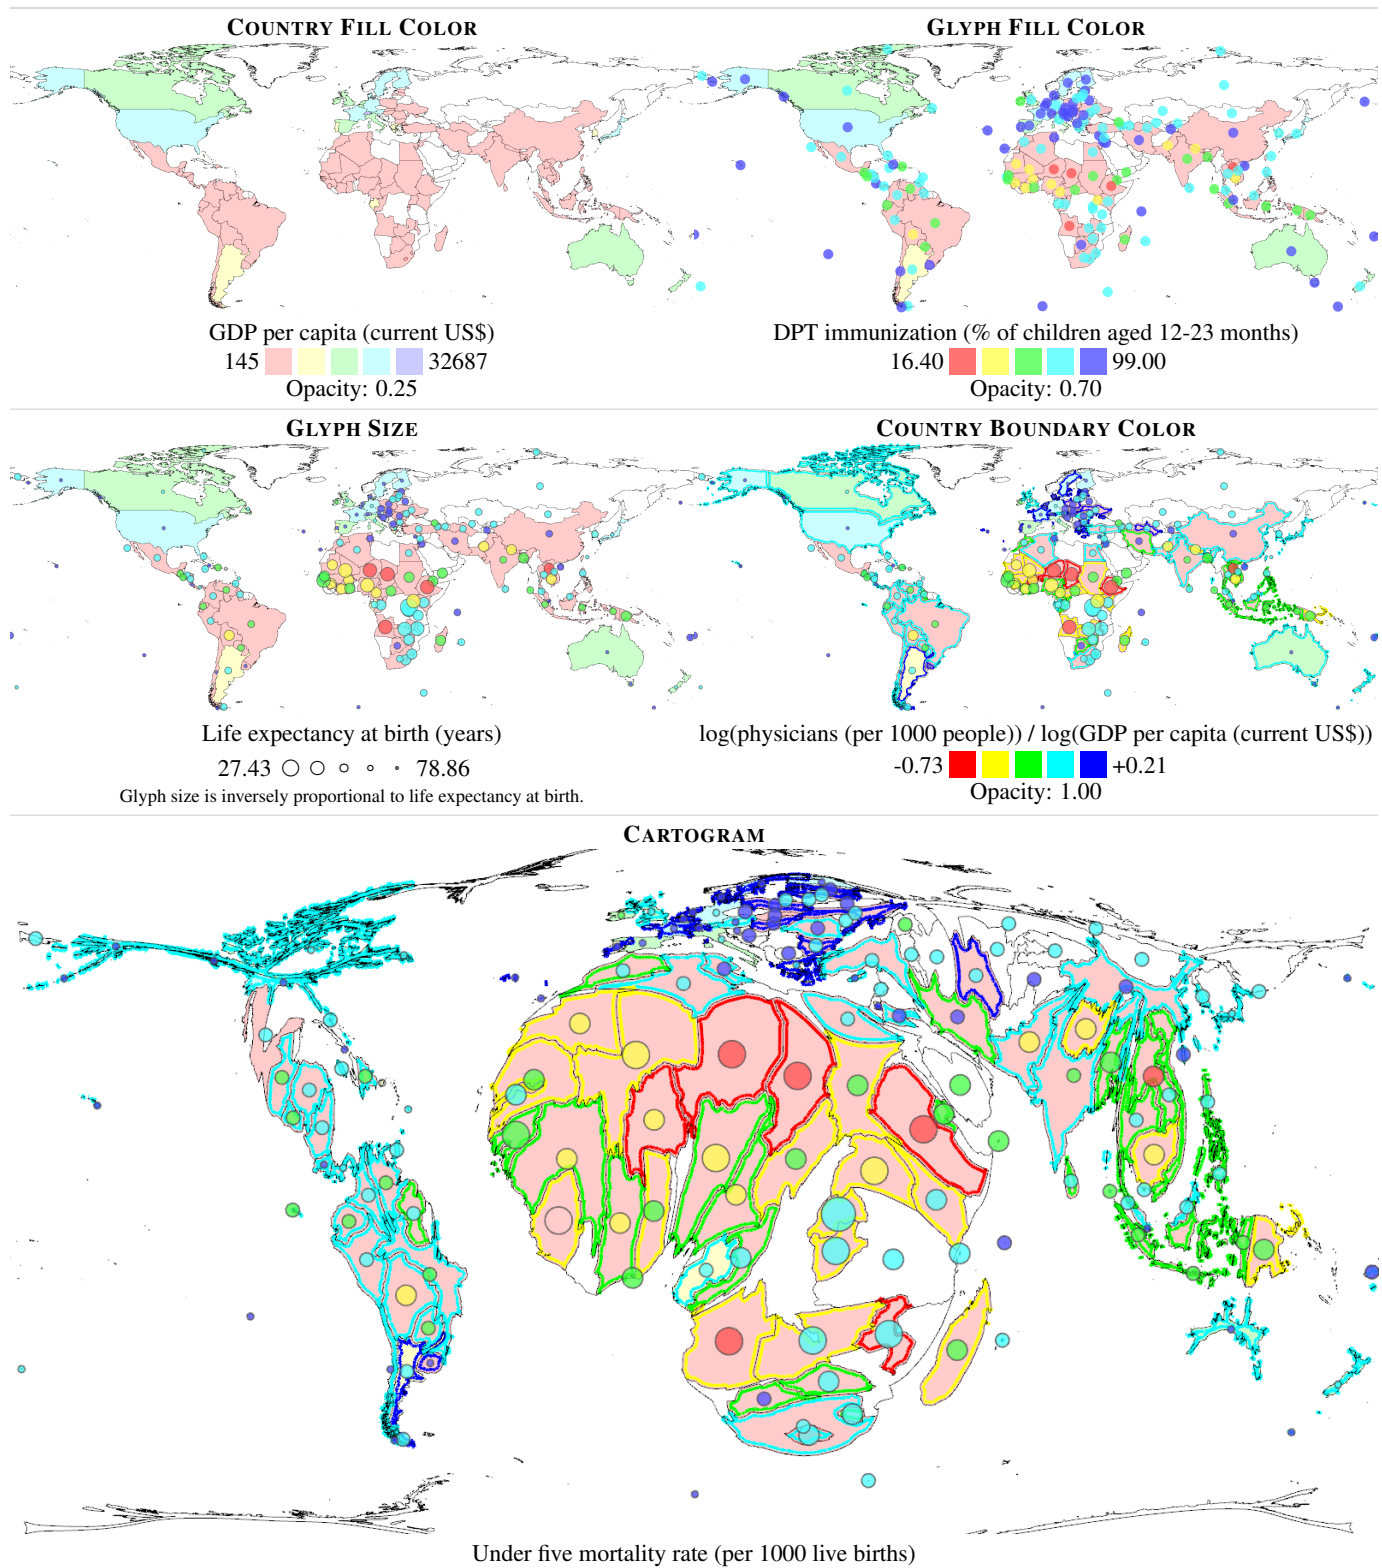 COUNTRY FILL COLOR
GLYPH FILL COLOR
GDP per capita (current US$)
145 32687
Opacity: 0.25
DPT immunization (% of children aged 12-23 months)
16.40 99.00
Opacity: 0.70
GLYPH SIZE
COUNTRY BOUNDARY COLOR
Life expectancy at birth (years)
27.43 78.86
Glyph size is inversely proportional to life expectancy at birth.
log(physicians (per 1000 people)) / log(GDP per capita (current US$))
-0.73 +0.21
Opacity: 1.00
CARTOGRAM
Under five mortality rate (per 1000 live births)